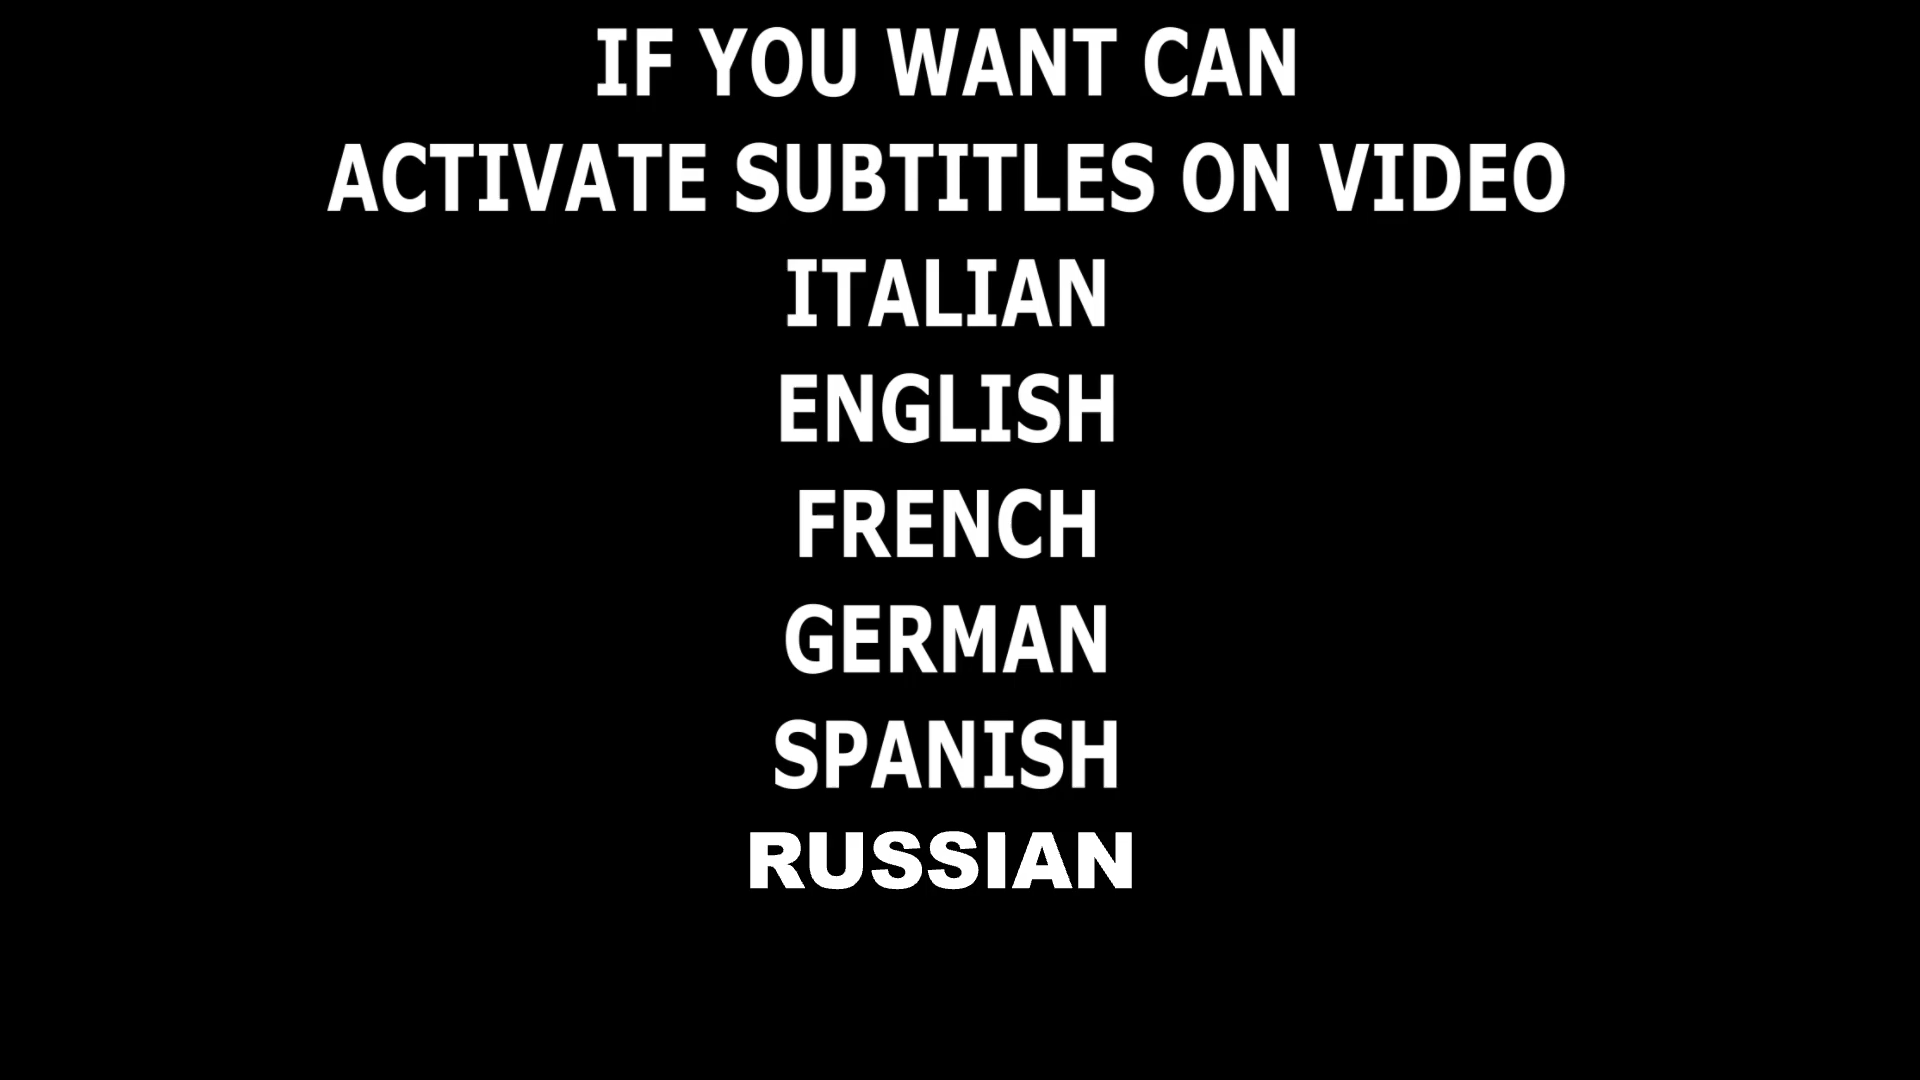 IF YOU WANT CAN
ACTIVATE SUBTITLES ON VIDEO
ITALIAN
ENGLISH
FRENCH
GERMAN
SPANISH
RUSSIAN